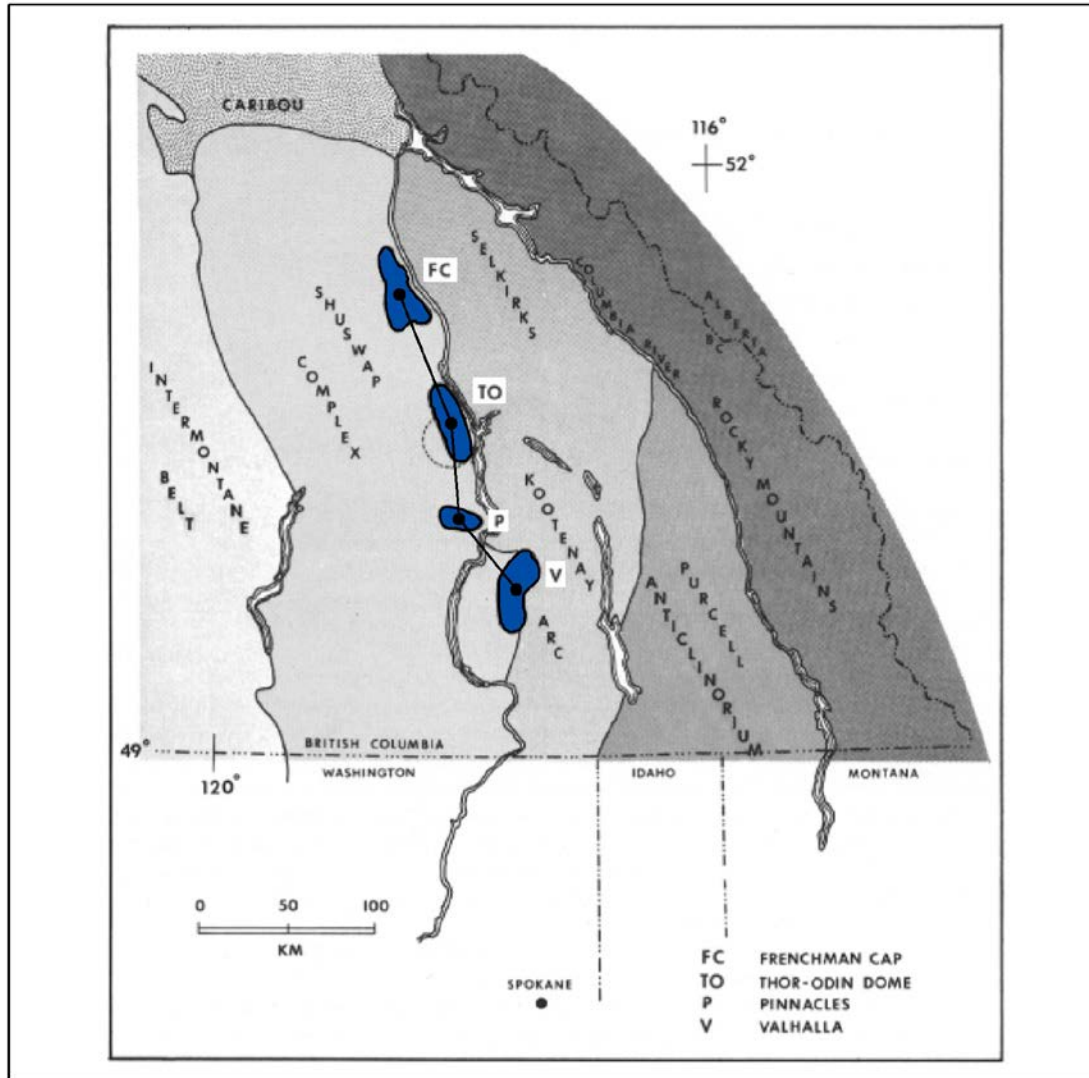 CARIBOU
116°
52°
FC
SELKIRKS
COLUMBIA RIVER
ALBERTA
BC
SHUSWAP
COMPLEX
INTERMONTANE
BELT
TO
ROCKY MOUNTAINS
P
KOOTENAY
ARC
V
PURCELL
ANTICLINORIUM
49°
BRITISH COLUMBIA
WASHINGTON
IDAHO
MONTANA
120°
0 50 100
KM
SPOKANE
FC FRENCHMAN CAP
TO THOR-ODIN DOME
P PINNACLES
V VALHALLA